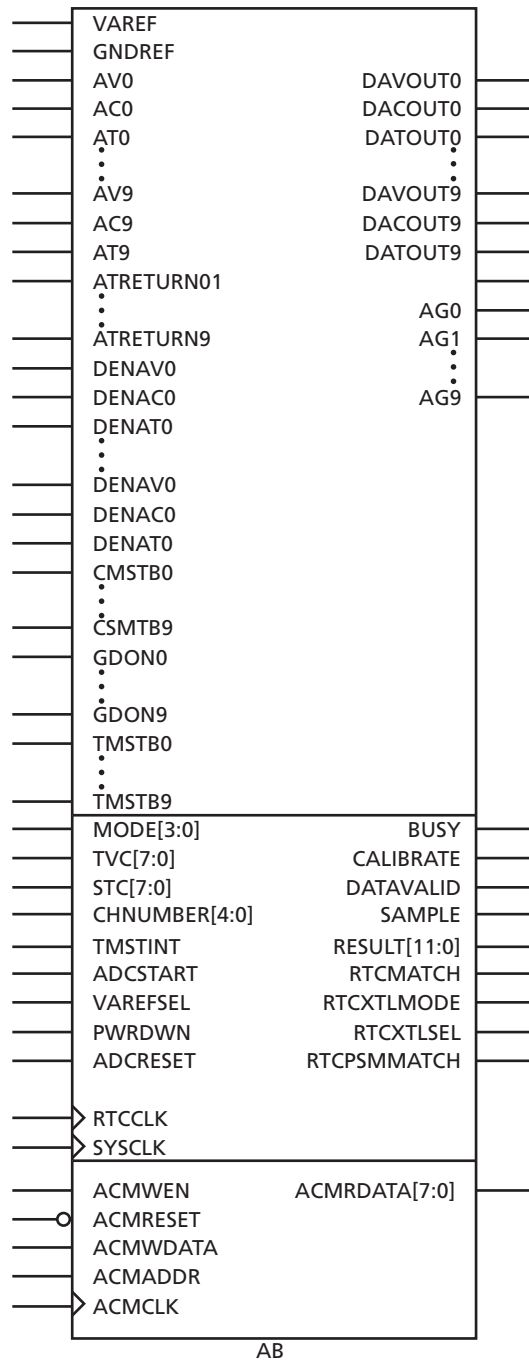 VAREF
GNDREF
AV0 DAVOUT0
AC0 DACOUT0
AT0 DATOUT0
AV9 DAVOUT9
AC9 DACOUT9
AT9 DATOUT9
ATRETURN01
AG0
ATRETURN9 AG1
DENAV0
DENAC0 AG9
DENAT0
DENAV0
DENAC0
DENAT0
CMSTB0
CSMTB9
GDON0
GDON9
TMSTB0
TMSTB9
MODE[3:0] BUSY
TVC[7:0] CALIBRATE
STC[7:0] DATAVALID
CHNUMBER[4:0] SAMPLE
TMSTINT RESULT[11:0]
ADCSTART RTCMATCH
VAREFSEL RTCXTLMODE
PWRDWN RTCXTLSEL
ADCRESET RTCPSMMATCH
RTCCLK
SYSCLK
ACMWEN ACMRDATA[7:0]
ACMRESET
ACMWDATA
ACMADDR
ACMCLK
AB